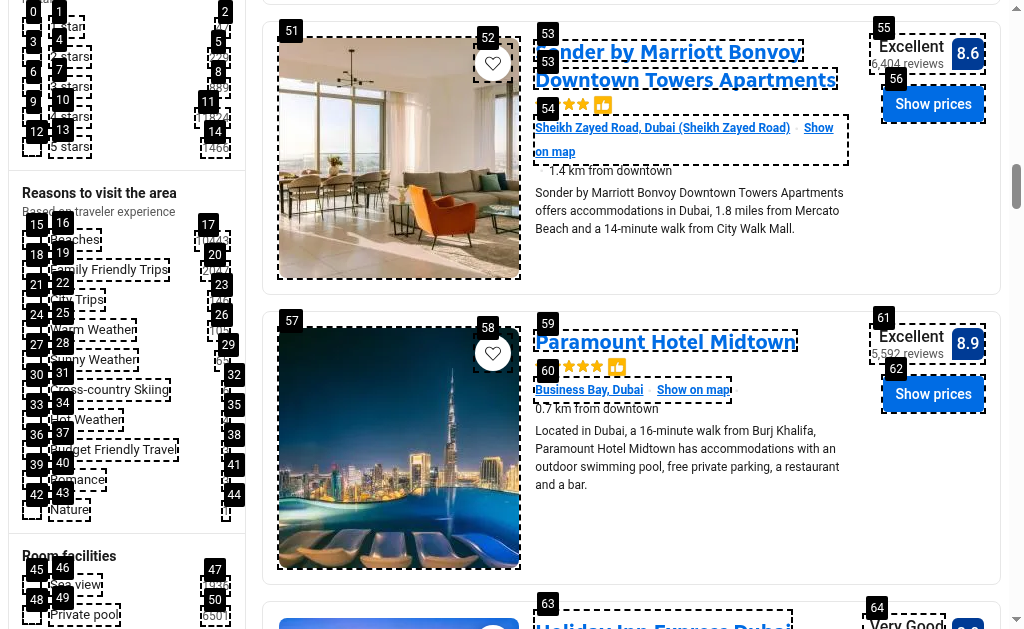 0 1 2
1 star
3 4 5
2 stars 229
6 7 8
3 stars 889
9 10 11
4 stars 11824
12 13 14
5 stars 1466
Reasons to visit the area
Based on traveler experience
15 16 17
Beaches 10443
18 19 20
Family Friendly Trips 2047
21 22 23
City Trips
24 25 26
Warm Weather
27 28 29
Sunny Weather
30 31 32
Cross-country Skiing
33 34 35
Hot Weather
36 37 38
Budget Friendly Travel
39 40 41
Romance
42 43 44
Nature 1
Room facilities
45 46 47
Sea view 1936
48 49 50
Private pool 6501
51 52
53
Sonder by Marriott Bonvoy
53
Downtown Towers Apartments
54
Sheikh Zayed Road, Dubai (Sheikh Zayed Road) · Show
on map
· 1.4 km from downtown
Sonder by Marriott Bonvoy Downtown Towers Apartments
offers accommodations in Dubai, 1.8 miles from Mercato
Beach and a 14-minute walk from City Walk Mall.
55
Excellent 8.6
6,404 reviews
56
Show prices
57 58
59
Paramount Hotel Midtown
60
Business Bay, Dubai · Show on map ·
0.7 km from downtown
Located in Dubai, a 16-minute walk from Burj Khalifa,
Paramount Hotel Midtown has accommodations with an
outdoor swimming pool, free private parking, a restaurant
and a bar.
61
Excellent 8.9
5,592 reviews
62
Show prices
63
Holiday Inn Express Dubai
64
Very Good